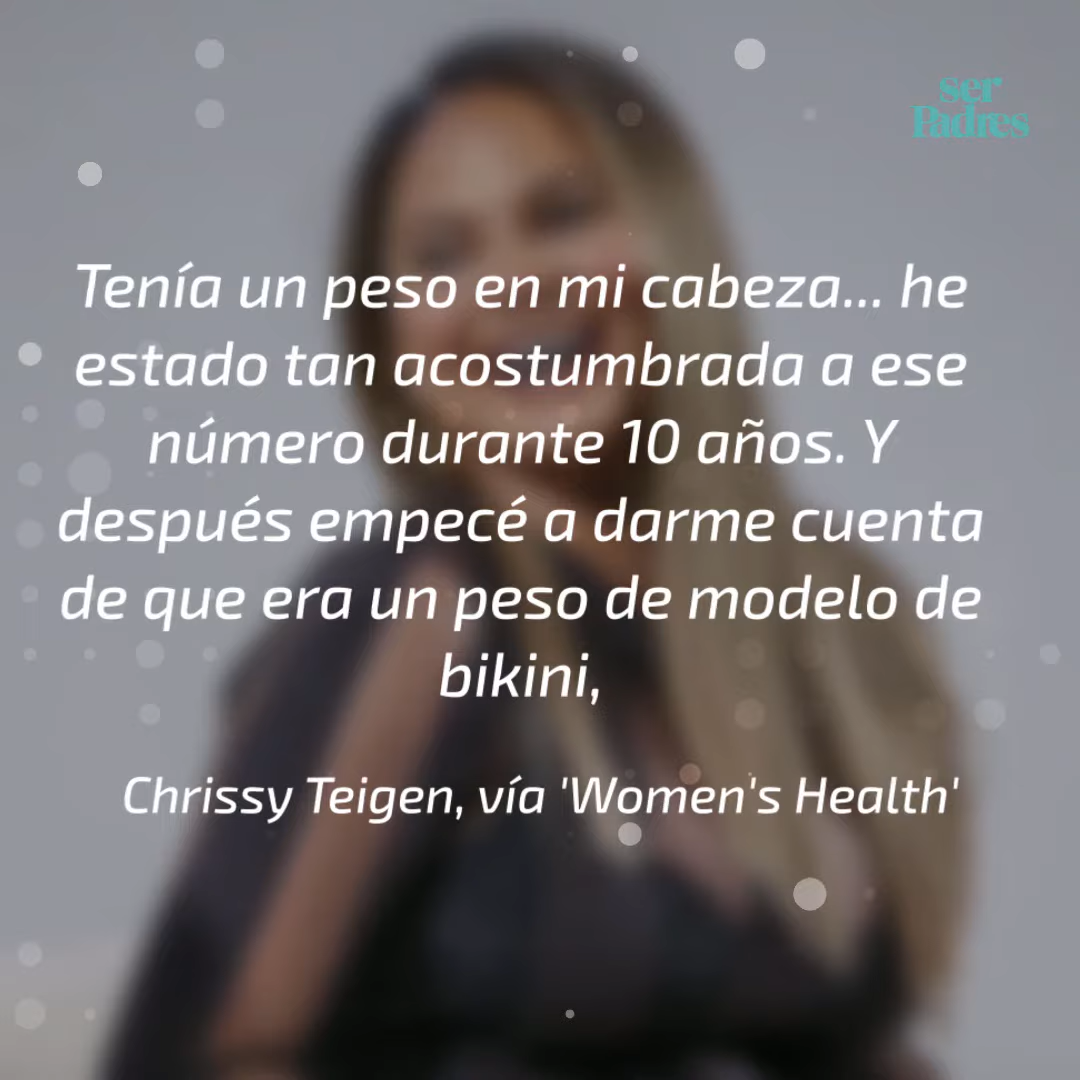 ser
Padres
Tenía un peso en mi cabeza... he
estado tan acostumbrada a ese
número durante 10 años. Y
después empecé a darme cuenta
de que era un peso de modelo de
bikini,
Chrissy Teigen, vía 'Women's Health'